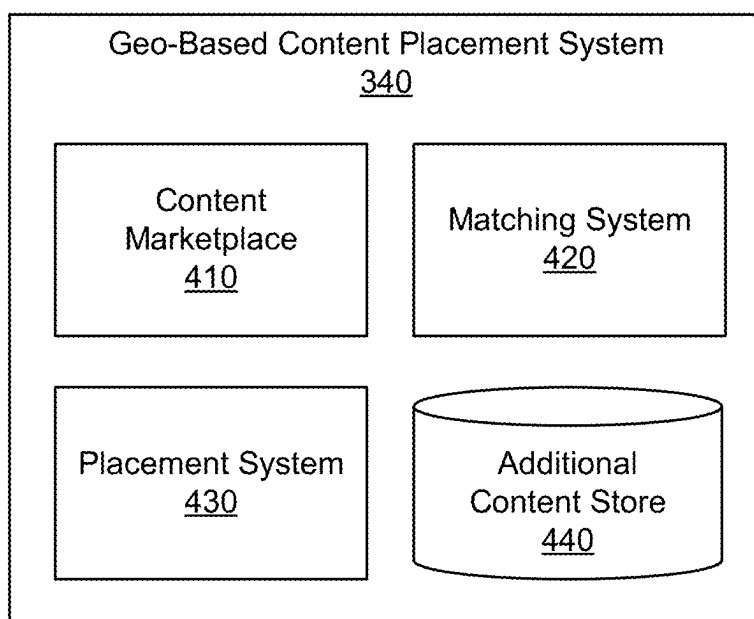 Geo-Based Content Placement System
340
Content
Marketplace
410
Matching System
420
Placement System
430
Additional
Content Store
440